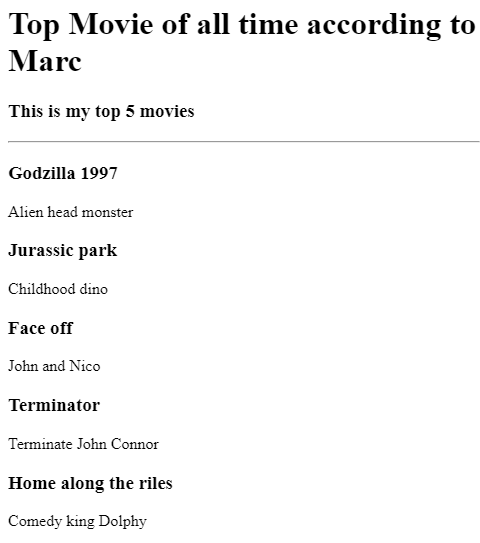 Top Movie of all time according to
Marc
This is my top 5 movies
Godzilla 1997
Alien head monster
Jurassic park
Childhood dino
Face off
John and Nico
Terminator
Terminate John Connor
Home along the riles
Comedy king Dolphy